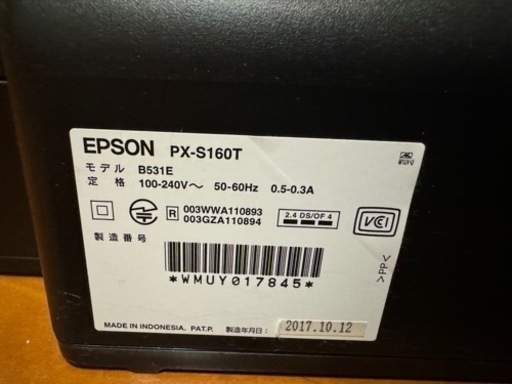 EPSON PX-S160T
モデル B531E
定格 100-240V～ 50-60Hz 0.5-0.3A
R 003WWA110893
003GZA110894
2.4 DS/OF 4
VCI
製造番号
*WMUY017845*
>PP<
MADE IN INDONESIA. PAT.P. 製造年月日: 2017.10.12